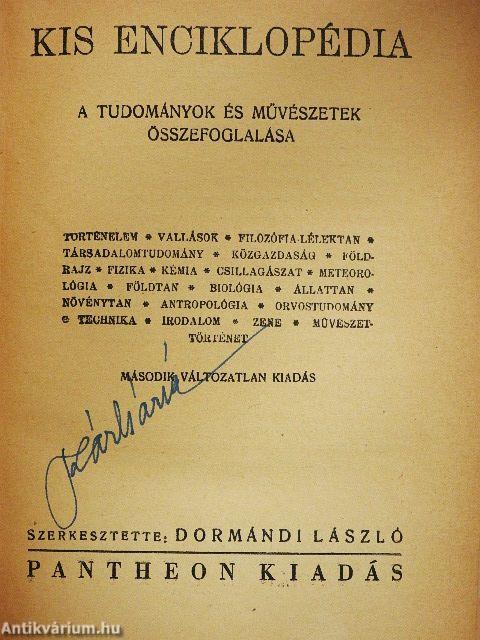 KIS ENCIKLOPÉDIA
A TUDOMÁNYOK ÉS MŰVÉSZETEK
ÖSSZEFOGLALÁSA
TÖRTÉNELEM * VALLÁSOK * FILOZÓFIA-LÉLEKTAN *
TÁRSADALOMTUDOMÁNY * KÖZGAZDASÁG * FÖLD-
RAJZ * FIZIKA * KÉMIA * CSILLAGÁSZAT * METEORO-
LÓGIA * FÖLDTAN * BIOLÓGIA * ÁLLATTAN *
NÖVÉNYTAN * ANTROPOLÓGIA * ORVOSTUDOMÁNY
* TECHNIKA * IRODALOM * ZENE * MŰVÉSZET-
TÖRTÉNET
MÁSODIK VÁLTOZATLAN KIADÁS
SZERKESZTETTE: DORMÁNDI LÁSZLÓ
PANTHEON KIADÁS
Antikvárium.hu